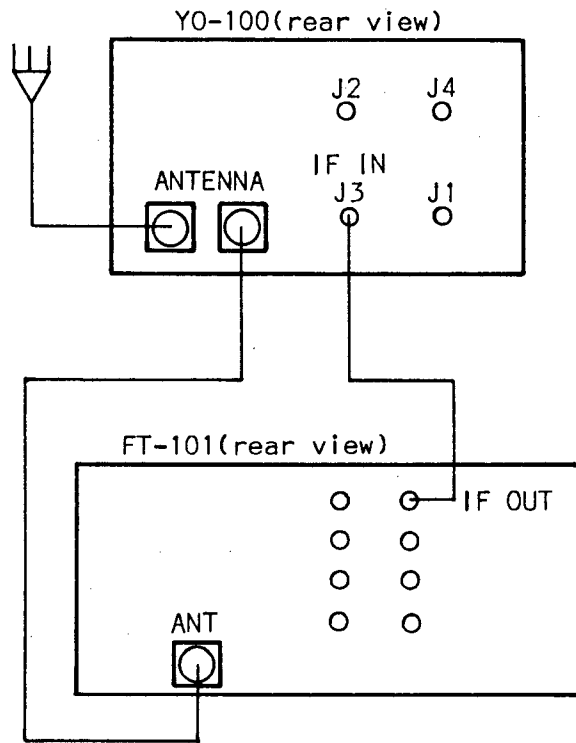 YO-100(rear view)
J2
J4
IF IN
ANTENNA
J3
J1
FT-101(rear view)
IF OUT
ANT